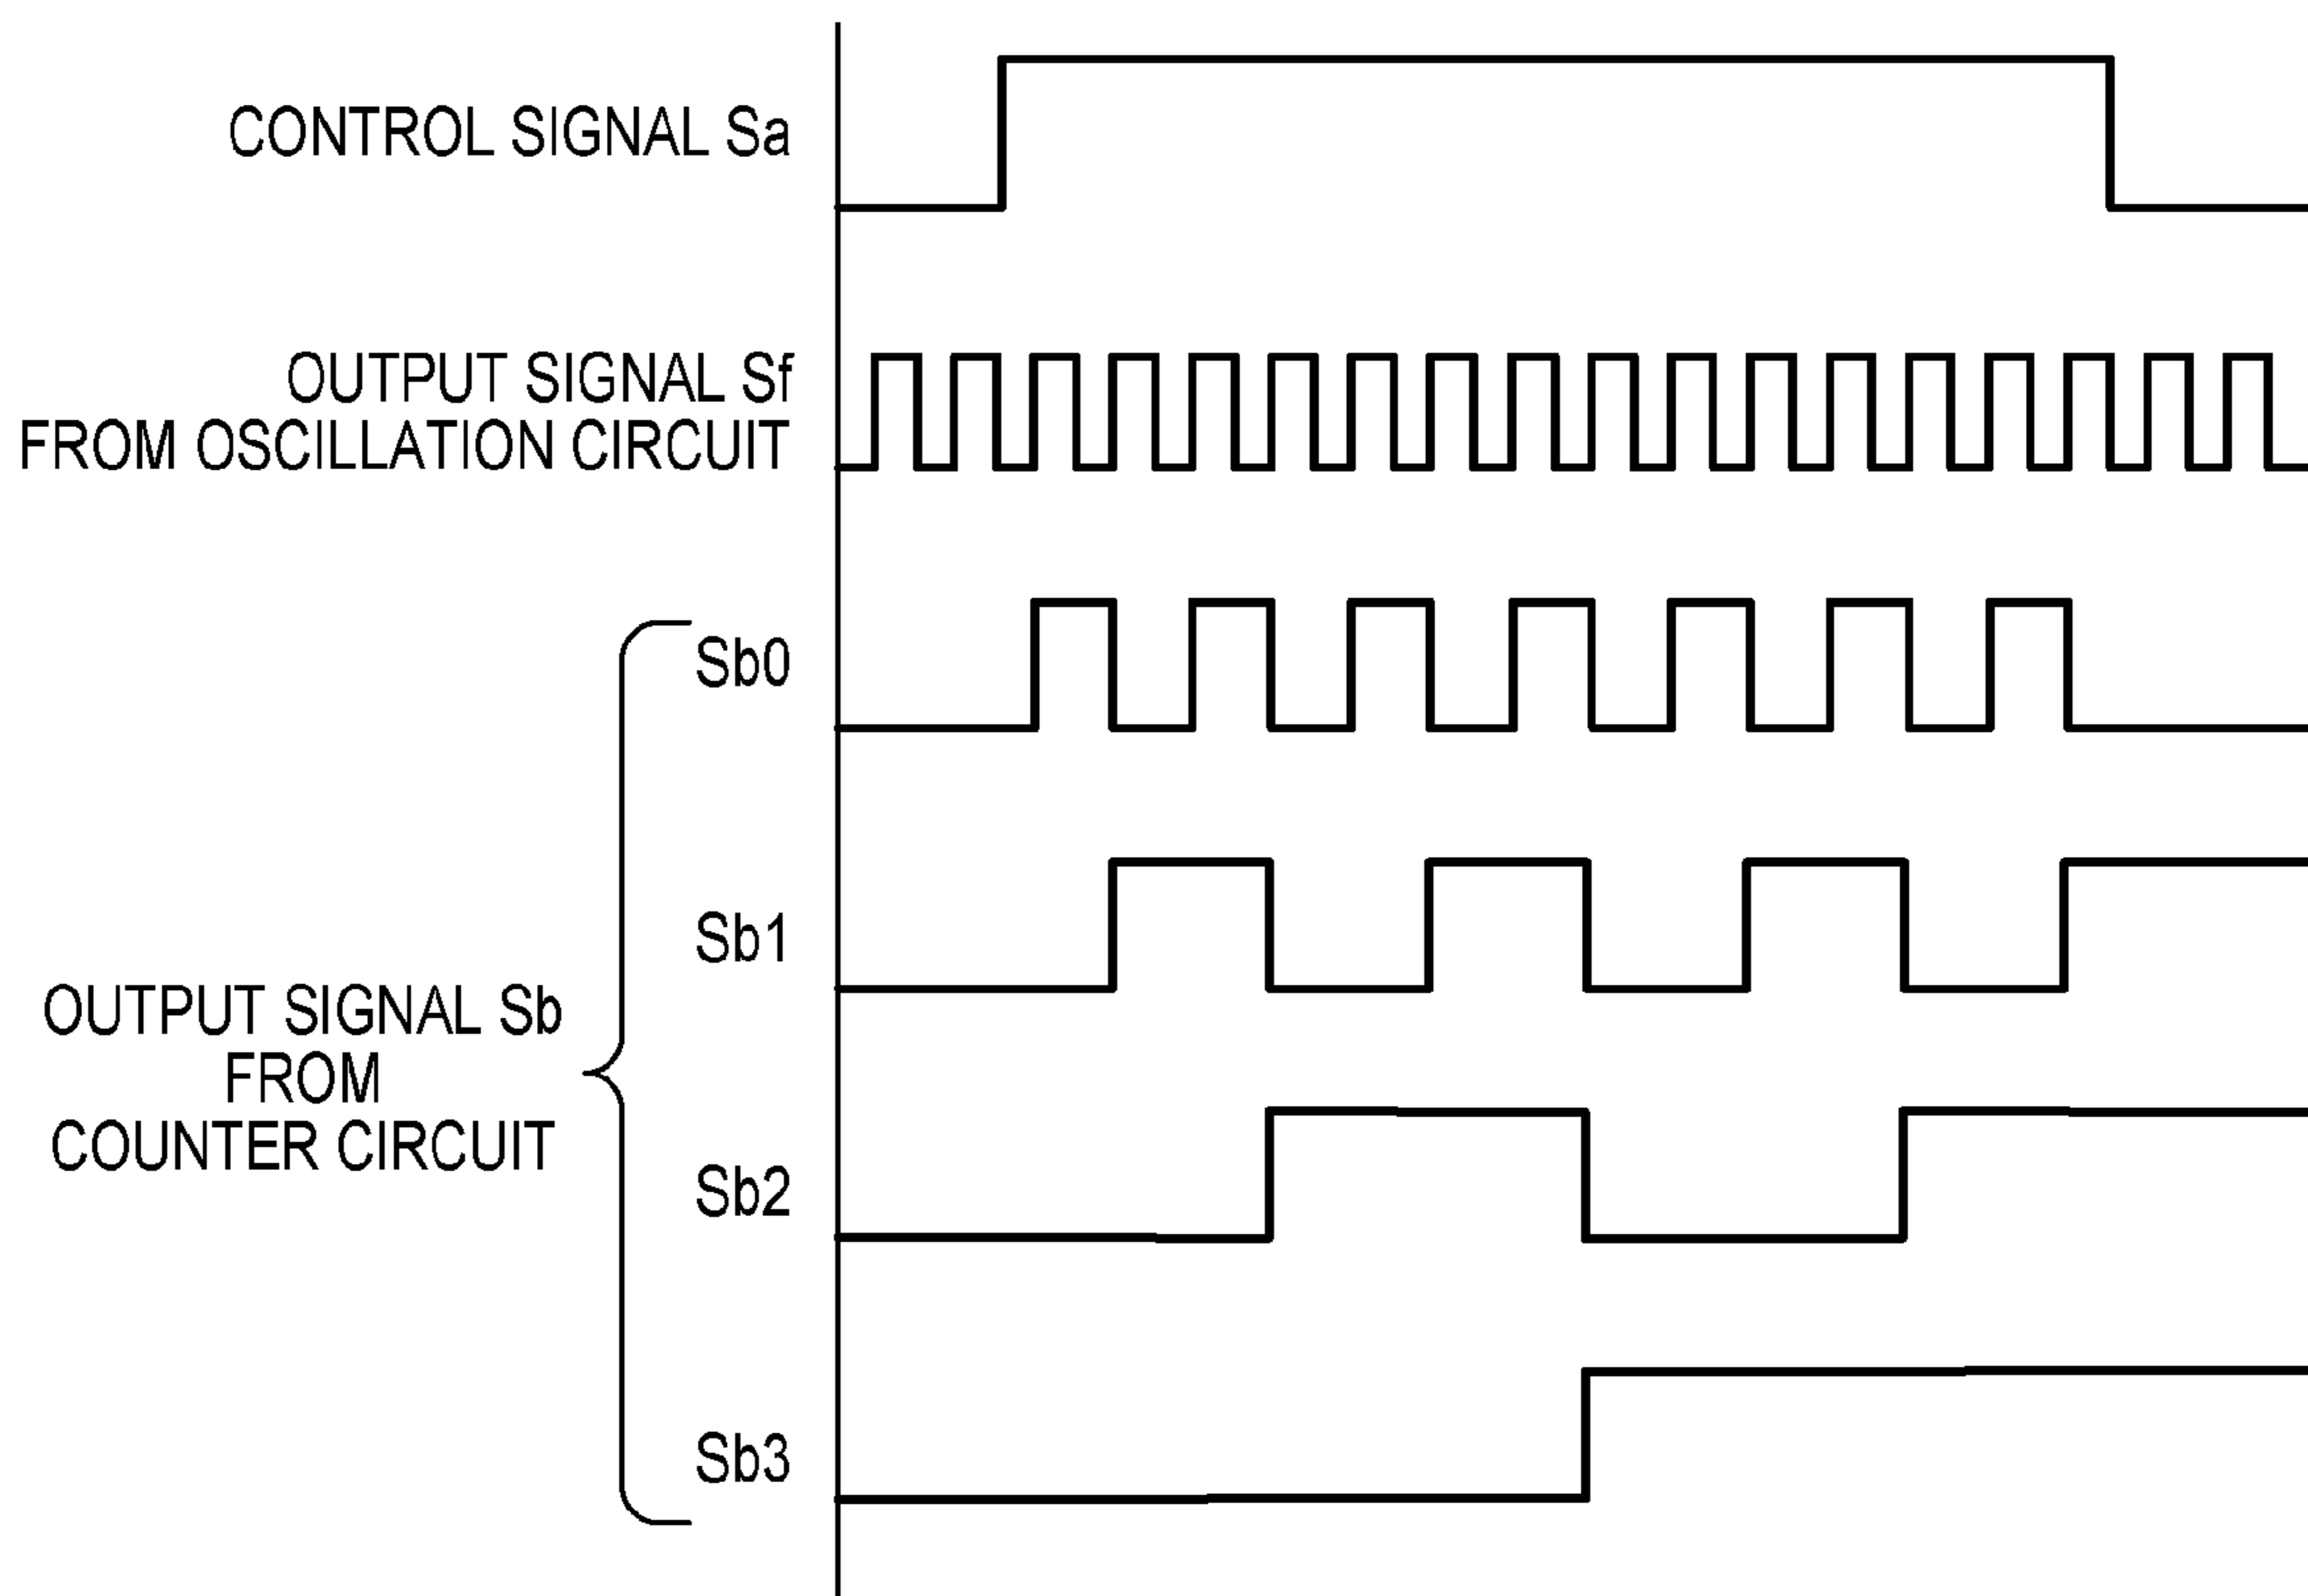 CONTROL SIGNAL Sa
OUTPUT SIGNAL Sf
FROM OSCILLATION CIRCUIT
OUTPUT SIGNAL Sb
FROM
COUNTER CIRCUIT
Sb0
Sb1
Sb2
Sb3